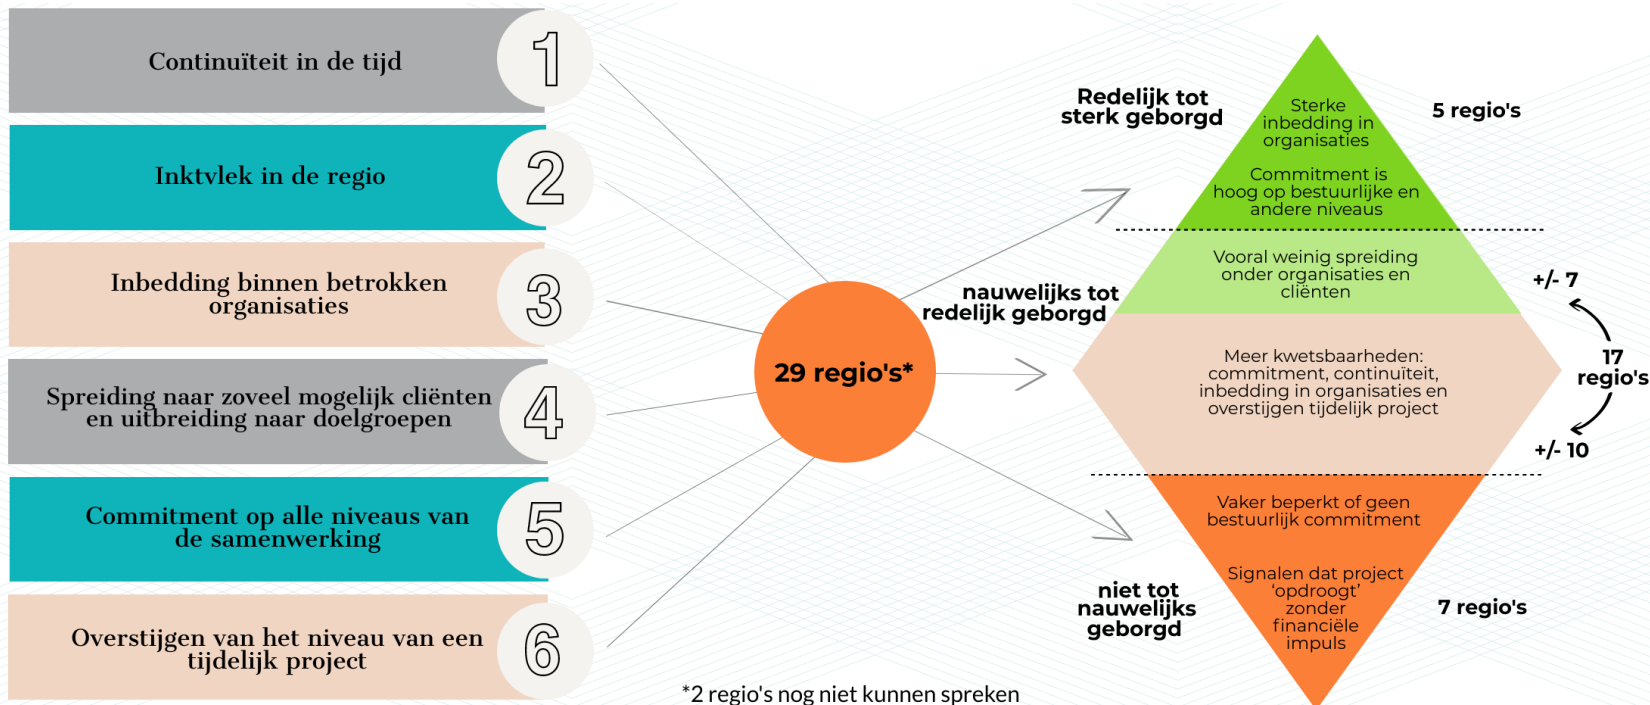 Continuïteit in de tijd
1
Inktvlek in de regio
2
Inbedding binnen betrokken
organisaties
3
Spreiding naar zoveel mogelijk cliënten
en uitbreiding naar doelgroepen
4
Commitment op alle niveaus van
de samenwerking
5
Overstijgen van het niveau van een
tijdelijk project
6
29 regio's*
*2 regio's nog niet kunnen spreken
Redelijk tot
sterk geborgd
Sterke
inbedding in
organisaties
Commitment is
hoog op bestuurlijke en
andere niveaus
5 regio's
nauwelijks tot
redelijk geborgd
Vooral weinig spreiding
onder organisaties en
cliënten
+/- 7
Meer kwetsbaarheden:
commitment, continuïteit,
inbedding in organisaties en
overstijgen tijdelijk project
17
regio's
+/- 10
niet tot
nauwelijks
geborgd
Vaker beperkt of geen
bestuurlijk commitment
Signalen dat project
‘opdroogt’
zonder
financiële
impuls
7 regio's